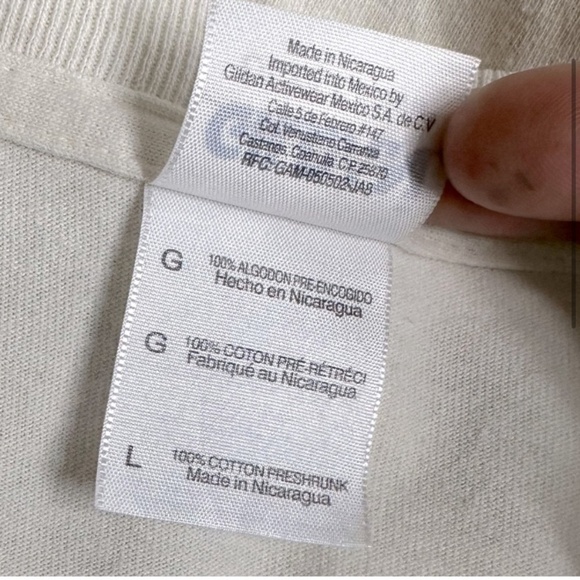 Made in Nicaragua
Imported into Mexico by
Gildan Activewear Mexico S.A. de C.V
Calle 5 de Febrero #147
Col. Venustiano Carranza
Castanos, Coahuila, C.P. 25870
RFC: GAM-050502-JA8
G 100% ALGODON PRE-ENCOGIDO
Hecho en Nicaragua
G 100% COTON PRÉ-RÉTRÉCI
Fabriqué au Nicaragua
L 100% COTTON PRESHRUNK
Made in Nicaragua